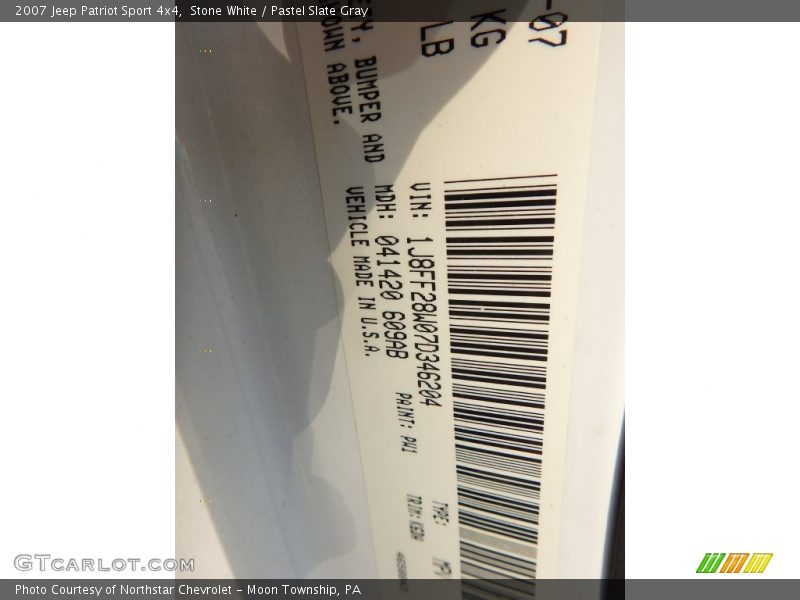 2007 Jeep Patriot Sport 4x4, Stone White / Pastel Slate Gray
-07
KG
LB
BUMPER AND
OWN ABOVE.
VIN: 1J8FF28W07D346204
MDH: 041420 609AB
VEHICLE MADE IN U.S.A.
PAINT: PW1
TYPE:
TRIM:
GTcarlot.com
Photo Courtesy of Northstar Chevrolet - Moon Township, PA